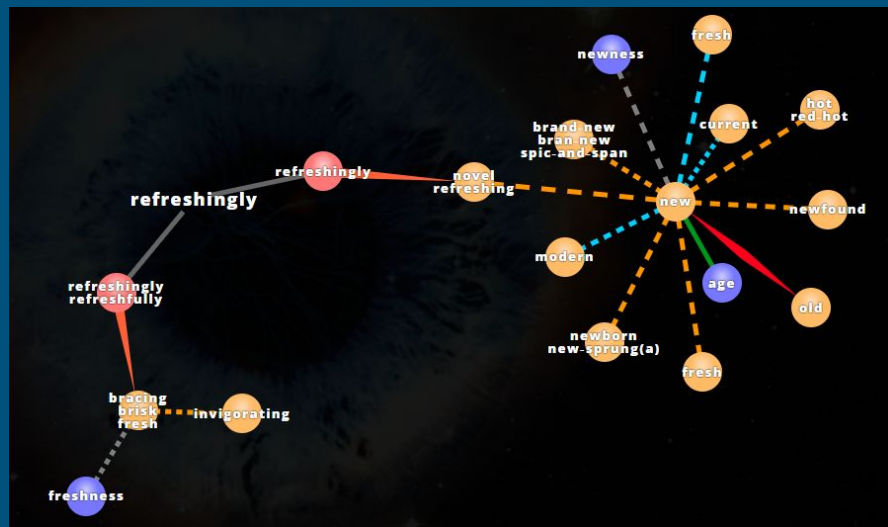 fresh
newness
hot
red-hot
current
brand-new
bran-new
spic-and-span
refreshingly
novel
refreshing
refreshingly
new
newfound
modern
age
refreshingly
refreshfully
old
newborn
new-sprung(a)
fresh
bracing
brisk
fresh
invigorating
freshness